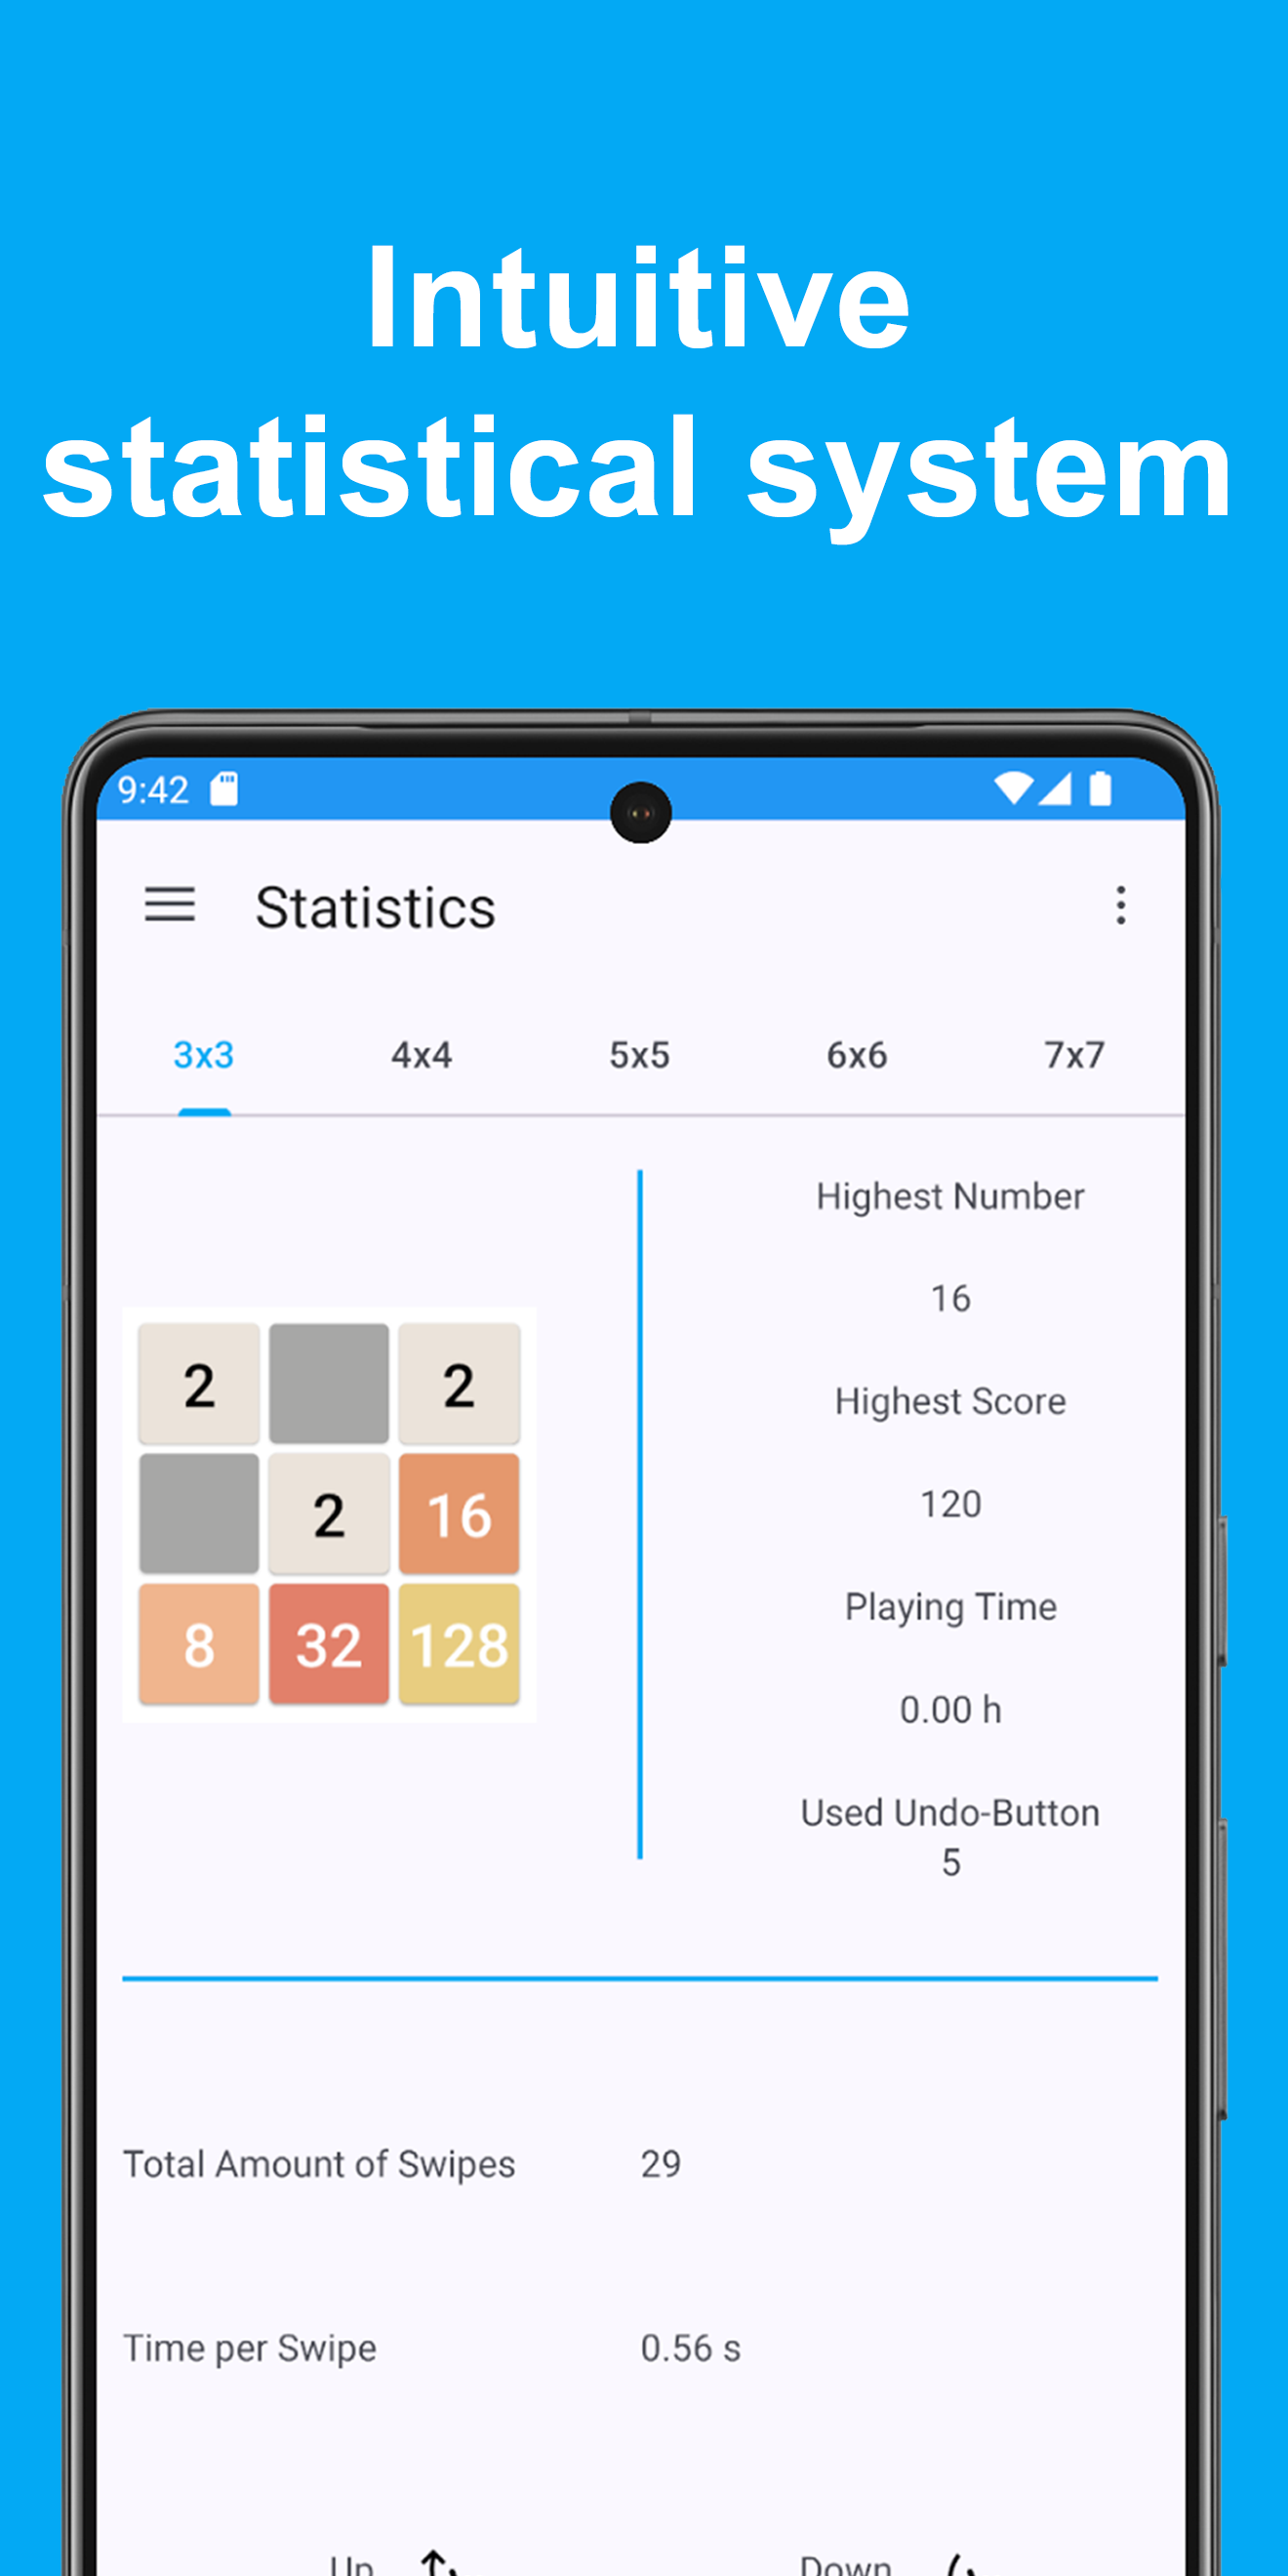 Intuitive
statistical system
9:42
Statistics
3x3 4x4 5x5 6x6 7x7
Highest Number
16
Highest Score
120
Playing Time
0.00 h
Used Undo-Button
5
2 2
2 16
8 32 128
Total Amount of Swipes 29
Time per Swipe 0.56 s
Up Down